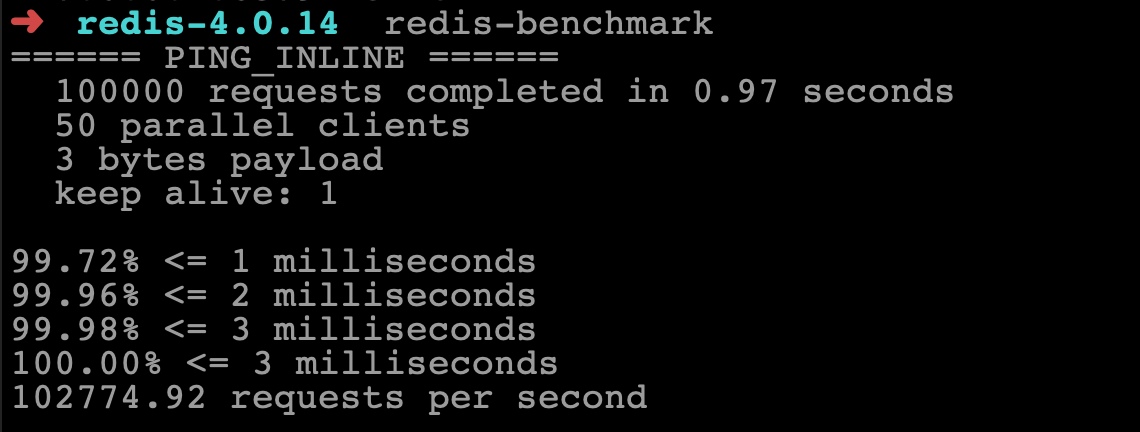 ➜ redis-4.0.14 redis-benchmark
====== PING_INLINE ======
100000 requests completed in 0.97 seconds
50 parallel clients
3 bytes payload
keep alive: 1
99.72% <= 1 milliseconds
99.96% <= 2 milliseconds
99.98% <= 3 milliseconds
100.00% <= 3 milliseconds
102774.92 requests per second